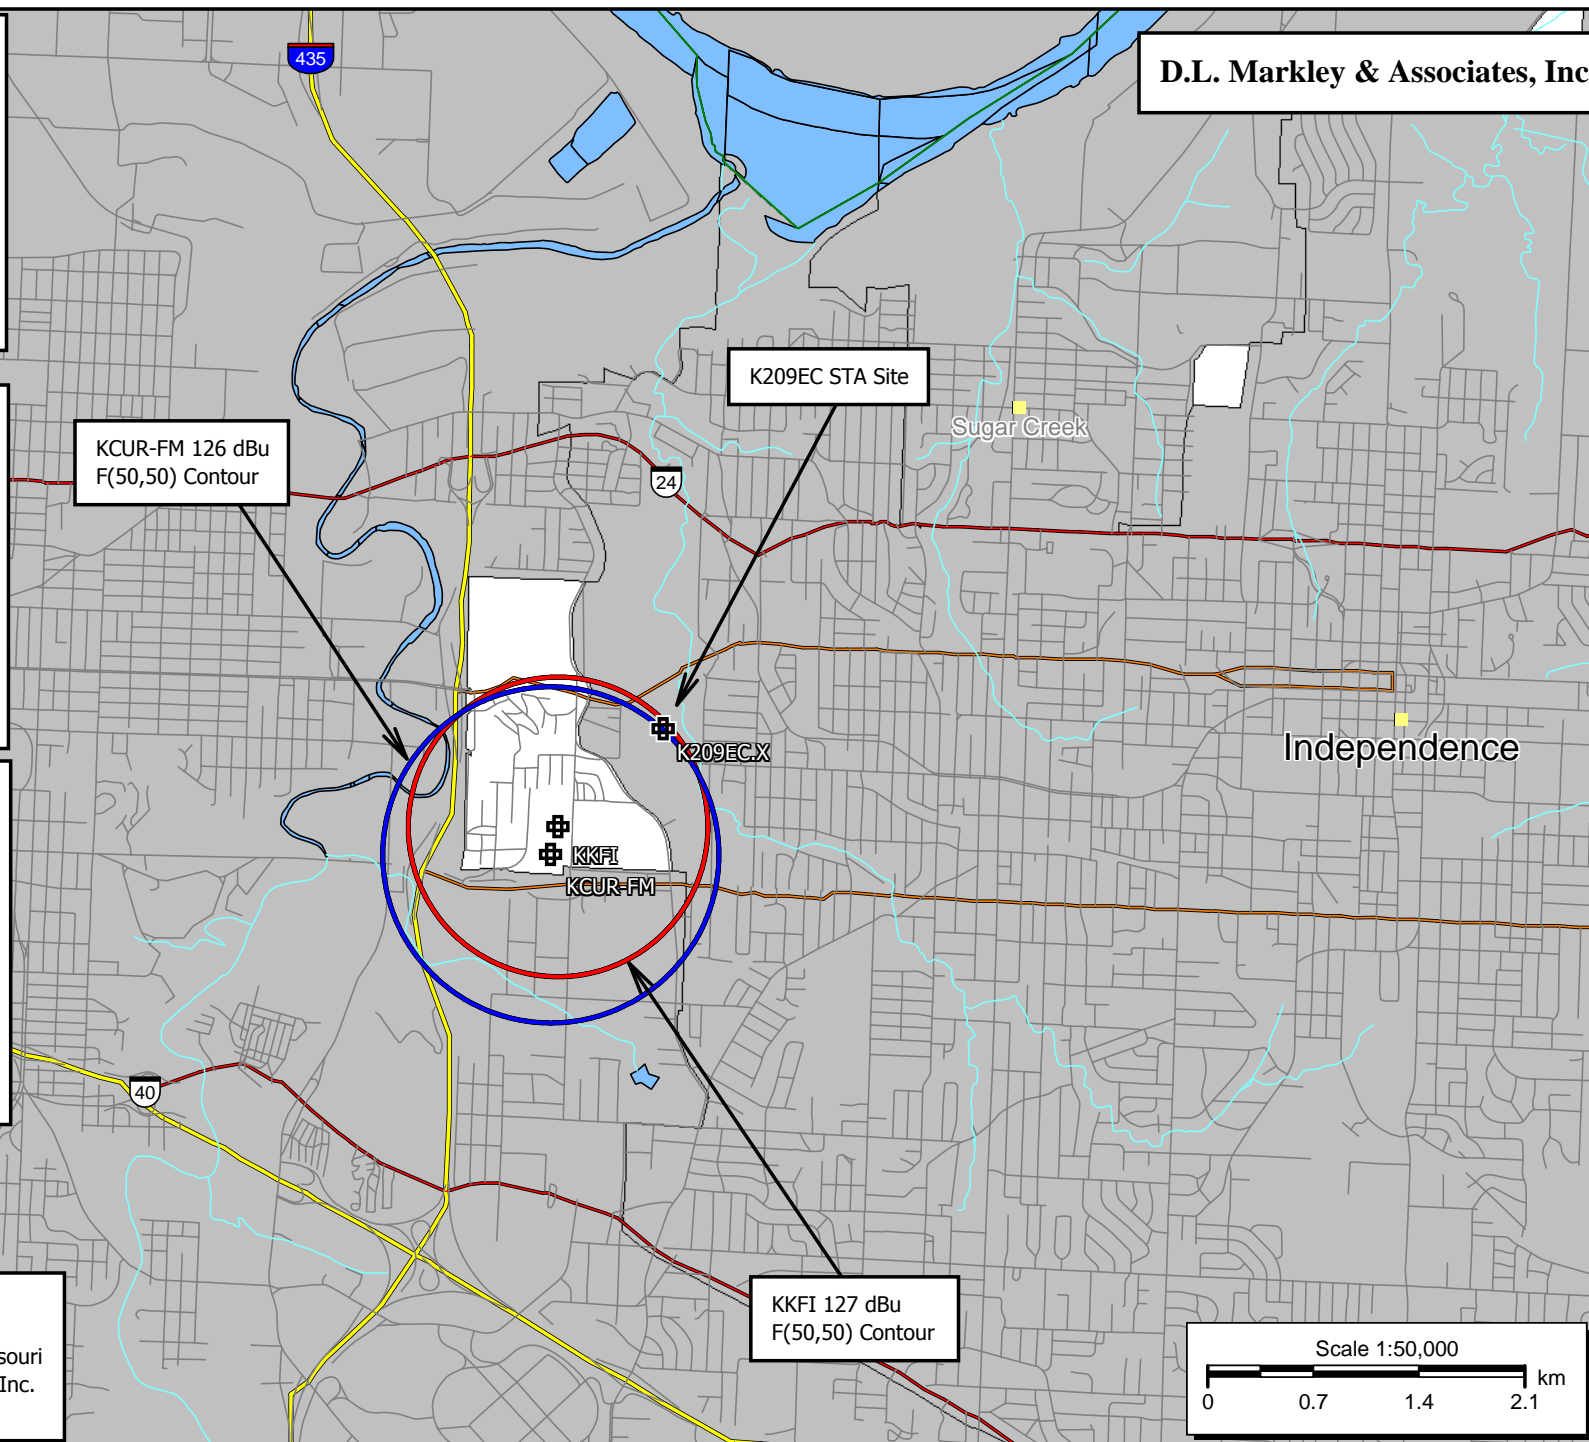 435
D.L. Markley & Associates, Inc
K209EC STA Site
Sugar Creek
KCUR-FM 126 dBu
F(50,50) Contour
24
K209EC.X
Independence
KKFI
KCUR-FM
40
KKFI 127 dBu
F(50,50) Contour
souri
Inc.
Scale 1:50,000
km
0 0.7 1.4 2.1